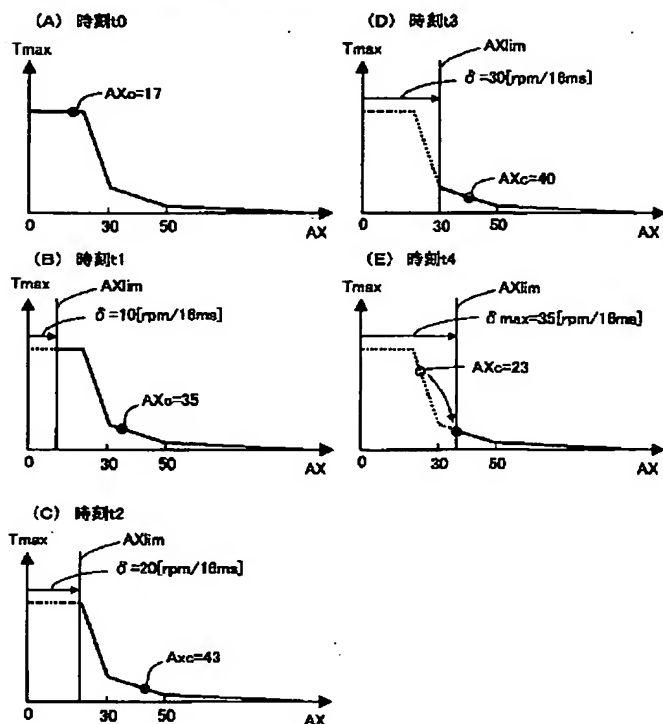 (A) 時刻t0
Tmax
AXo=17
0
30
50
AX
(B) 時刻t1
Tmax
AXlim
δ=10[rpm/16ms]
AXo=35
0
30
50
AX
(C) 時刻t2
Tmax
AXlim
δ=20[rpm/16ms]
Axc=43
0
30
50
AX
(D) 時刻t3
Tmax
AXlim
δ=30[rpm/16ms]
AXc=40
0
30
50
AX
(E) 時刻t4
Tmax
AXlim
δmax=35[rpm/16ms]
AXc=23
0
30
50
AX